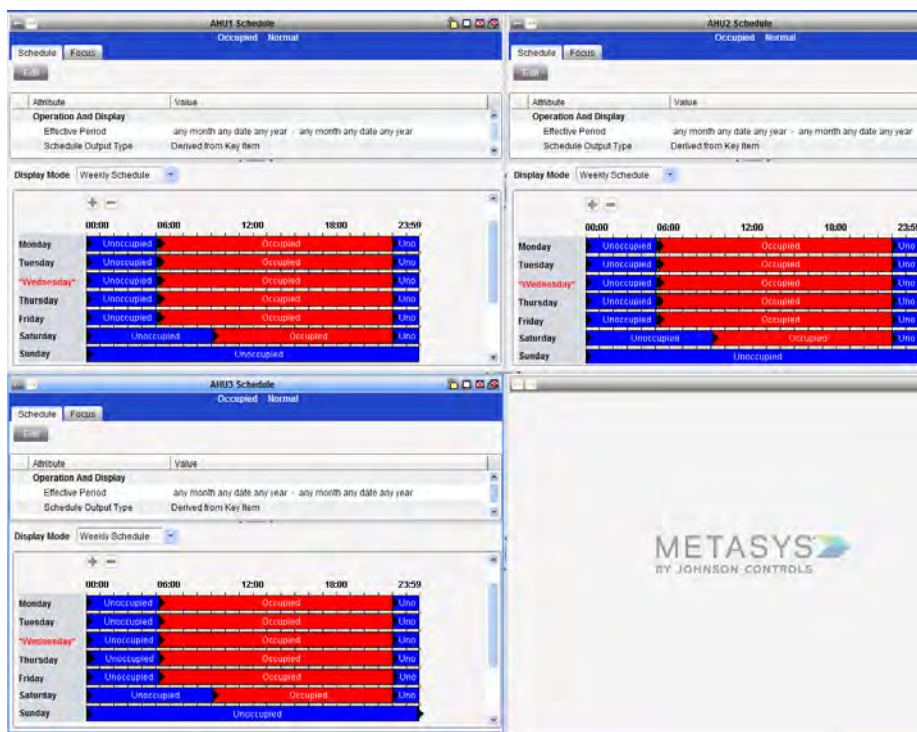 AHU1 Schedule
Occupied Normal
Schedule Focus
Edit
Attribute Value
Operation And Display
Effective Period any month any date any year - any month any date any year
Schedule Output Type Derived from Key Item
Display Mode Weekly Schedule
00:00 06:00 12:00 18:00 23:59
Monday Unoccupied Occupied Uno
Tuesday Unoccupied Occupied Uno
"Wednesday" Unoccupied Occupied Uno
Thursday Unoccupied Occupied Uno
Friday Unoccupied Occupied Uno
Saturday Unoccupied Occupied Uno
Sunday Unoccupied
AHU2 Schedule
Occupied Normal
Schedule Focus
Edit
Attribute Value
Operation And Display
Effective Period any month any date any year - any month any date any year
Schedule Output Type Derived from Key Item
Display Mode Weekly Schedule
00:00 06:00 12:00 18:00 23:59
Monday Unoccupied Occupied Uno
Tuesday Unoccupied Occupied Uno
"Wednesday" Unoccupied Occupied Uno
Thursday Unoccupied Occupied Uno
Friday Unoccupied Occupied Uno
Saturday Unoccupied Occupied Uno
Sunday Unoccupied
AHU3 Schedule
Occupied Normal
Schedule Focus
Edit
Attribute Value
Operation And Display
Effective Period any month any date any year - any month any date any year
Schedule Output Type Derived from Key Item
Display Mode Weekly Schedule
00:00 06:00 12:00 18:00 23:59
Monday Unoccupied Occupied Uno
Tuesday Unoccupied Occupied Uno
"Wednesday" Unoccupied Occupied Uno
Thursday Unoccupied Occupied Uno
Friday Unoccupied Occupied Uno
Saturday Unoccupied Occupied Uno
Sunday Unoccupied
METASYS
BY JOHNSON CONTROLS